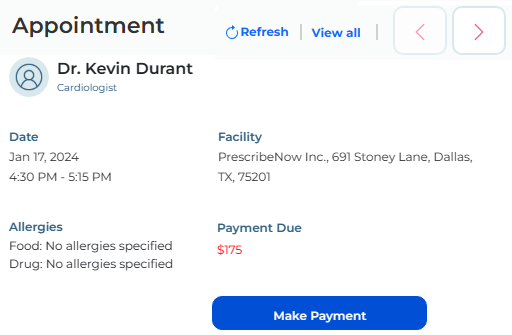 Appointment
Refresh
View all
Dr. Kevin Durant
Cardiologist
Date
Jan 17, 2024
4:30 PM - 5:15 PM
Facility
PrescribeNow Inc., 691 Stoney Lane, Dallas,
TX, 75201
Allergies
Food: No allergies specified
Drug: No allergies specified
Payment Due
$175
Make Payment